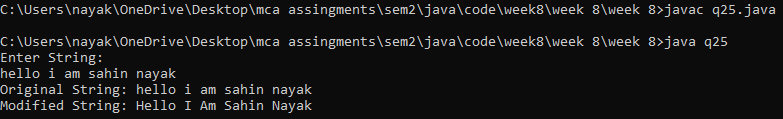 C:\Users\nayak\OneDrive\Desktop\mca assingments\sem2\java\code\week8\week 8\week 8>javac q25.java
C:\Users\nayak\OneDrive\Desktop\mca assingments\sem2\java\code\week8\week 8\week 8>java q25
Enter String:
hello i am sahin nayak
Original String: hello i am sahin nayak
Modified String: Hello I Am Sahin Nayak